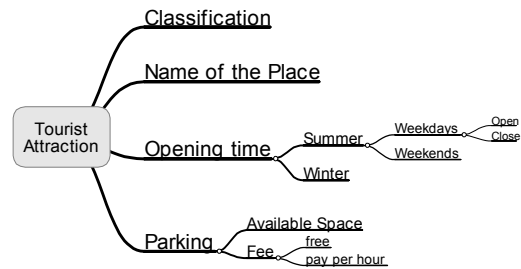 Tourist
Attraction
Classification
Name of the Place
Opening time
Summer
Weekdays
Open
Close
Weekends
Winter
Parking
Available Space
Fee
free
pay per hour